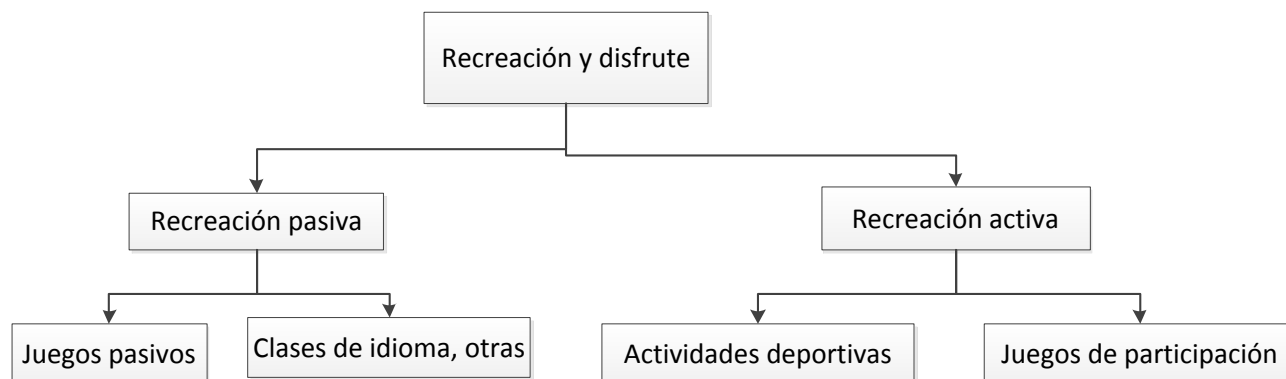 Recreación y disfrute
Recreación pasiva
Recreación activa
Juegos pasivos
Clases de idioma, otras
Actividades deportivas
Juegos de participación